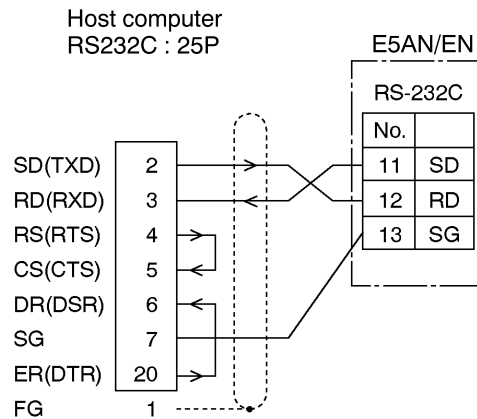 Host computer
RS232C : 25P
E5AN/EN
RS-232C
No.
11 SD
12 RD
13 SG
SD(TXD) 2
RD(RXD) 3
RS(RTS) 4
CS(CTS) 5
DR(DSR) 6
SG 7
ER(DTR) 20
FG 1